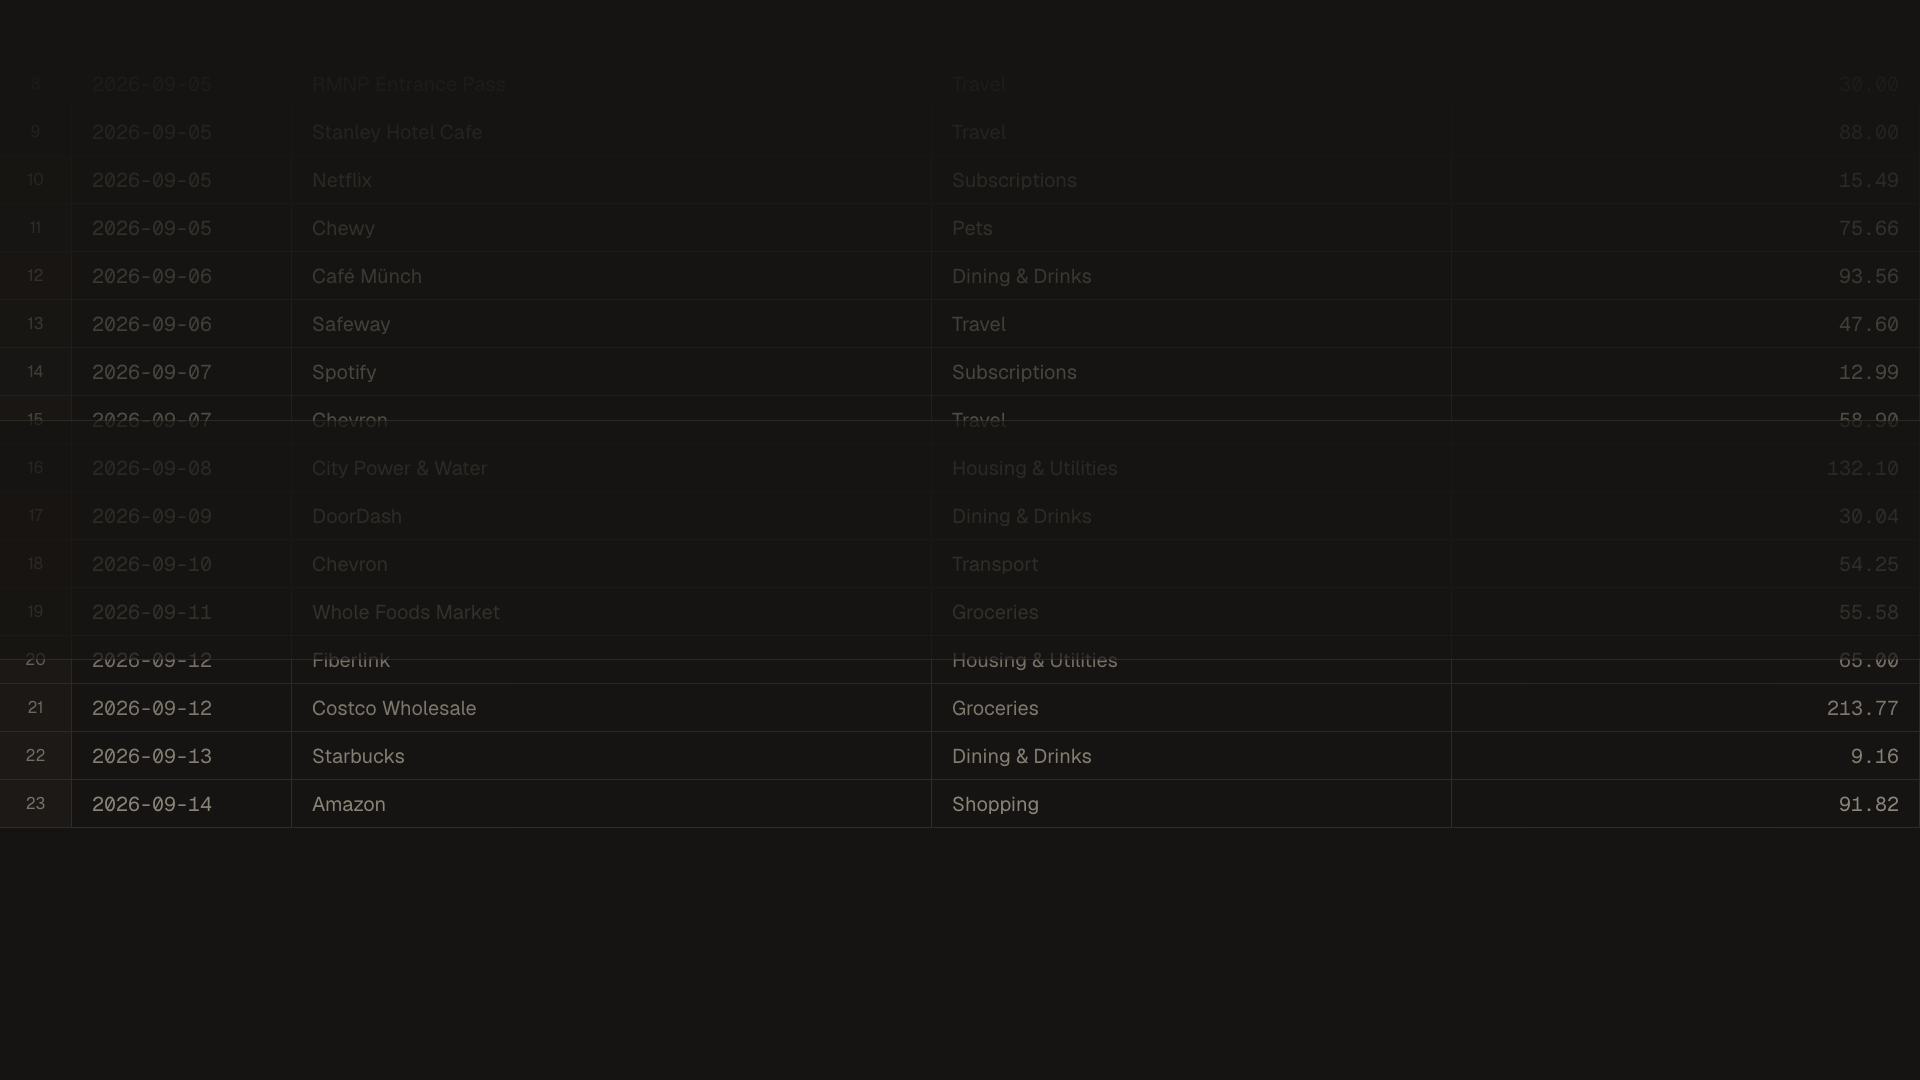 8 2026-09-05 RMNP Entrance Pass Travel 30.00
9 2026-09-05 Stanley Hotel Cafe Travel 88.00
10 2026-09-05 Netflix Subscriptions 15.49
11 2026-09-05 Chewy Pets 75.66
12 2026-09-06 Café Münch Dining & Drinks 93.56
13 2026-09-06 Safeway Travel 47.60
14 2026-09-07 Spotify Subscriptions 12.99
15 2026-09-07 Chevron Travel 58.90
16 2026-09-08 City Power & Water Housing & Utilities 132.10
17 2026-09-09 DoorDash Dining & Drinks 30.04
18 2026-09-10 Chevron Transport 54.25
19 2026-09-11 Whole Foods Market Groceries 55.58
20 2026-09-12 Fiberlink Housing & Utilities 65.00
21 2026-09-12 Costco Wholesale Groceries 213.77
22 2026-09-13 Starbucks Dining & Drinks 9.16
23 2026-09-14 Amazon Shopping 91.82